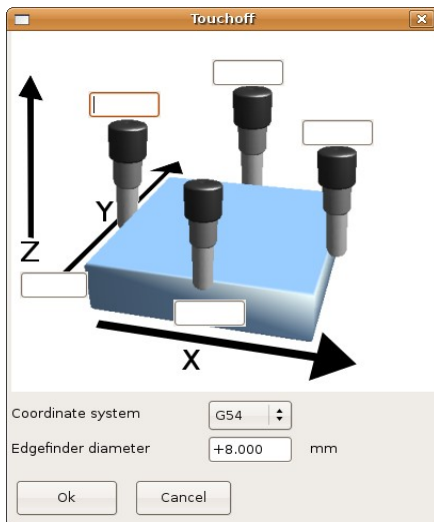 Touchoff
Y
Z
X
Coordinate system G54
Edgefinder diameter +8.000 mm
Ok Cancel